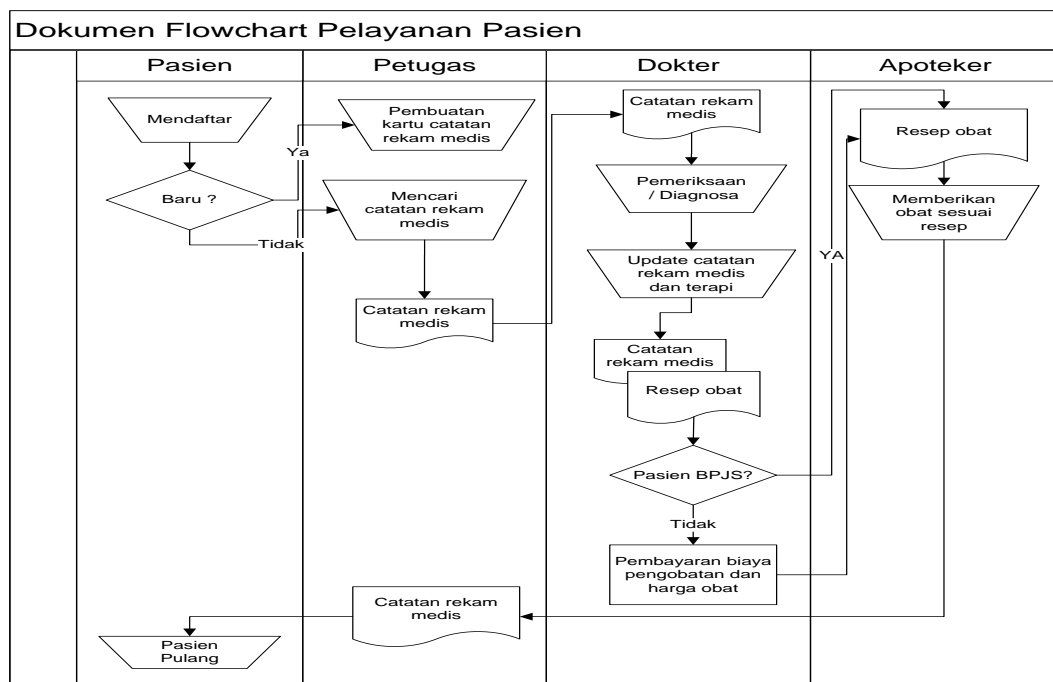 Dokumen Flowchart Pelayanan Pasien
Pasien
Petugas
Dokter
Apoteker
Mendaftar
Baru ?
Ya
Tidak
Pembuatan
kartu catatan
rekam medis
Mencari
catatan rekam
medis
Catatan rekam
medis
Catatan rekam
medis
Pemeriksaan
/ Diagnosa
Update catatan
rekam medis
dan terapi
Catatan
rekam medis
Resep obat
Pasien BPJS?
YA
Tidak
Pembayaran biaya
pengobatan dan
harga obat
Resep obat
Memberikan
obat sesuai
resep
Catatan rekam
medis
Pasien
Pulang